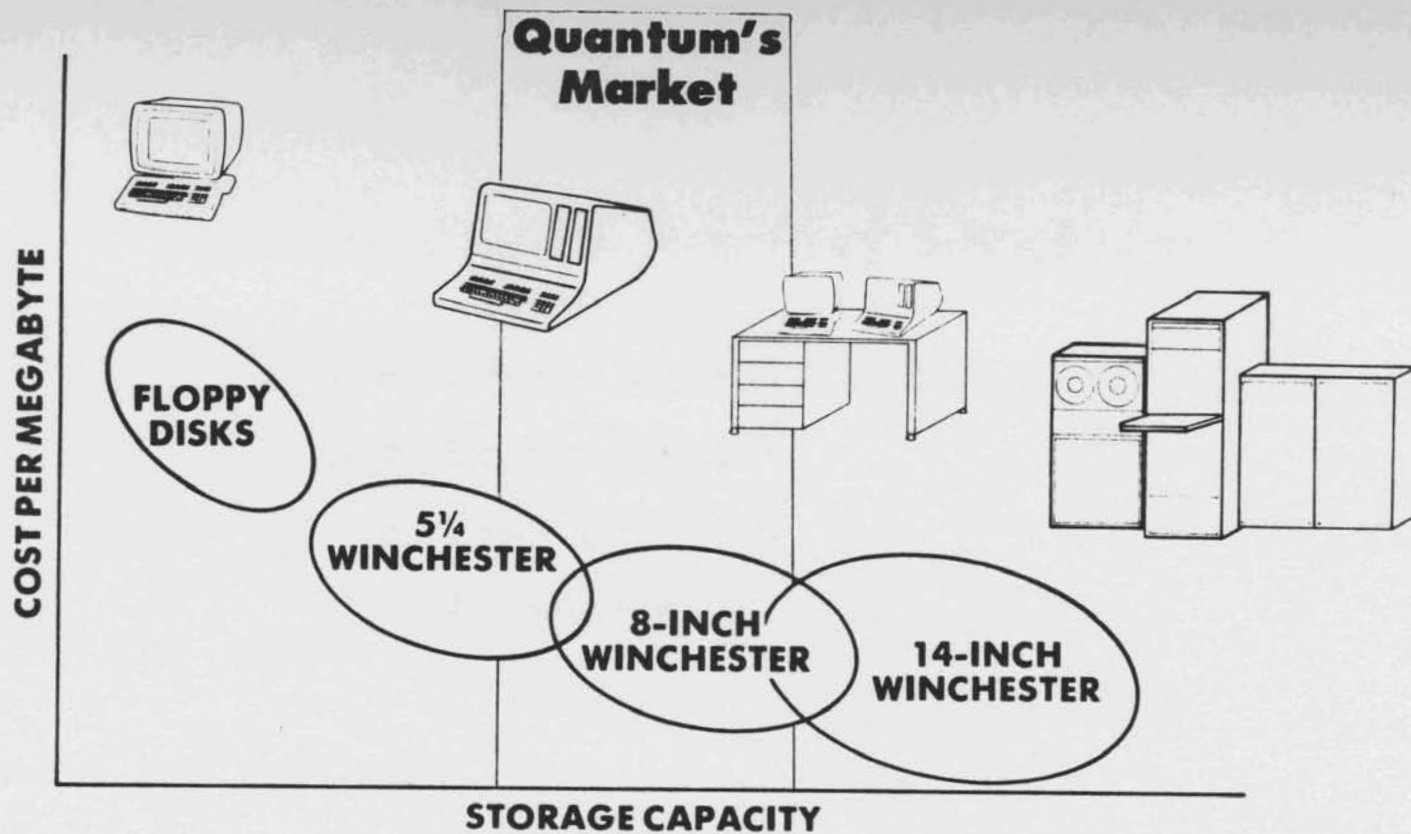 Quantum's
Market
COST PER MEGABYTE
FLOPPY
DISKS
5¼
WINCHESTER
8-INCH
WINCHESTER
14-INCH
WINCHESTER
STORAGE CAPACITY